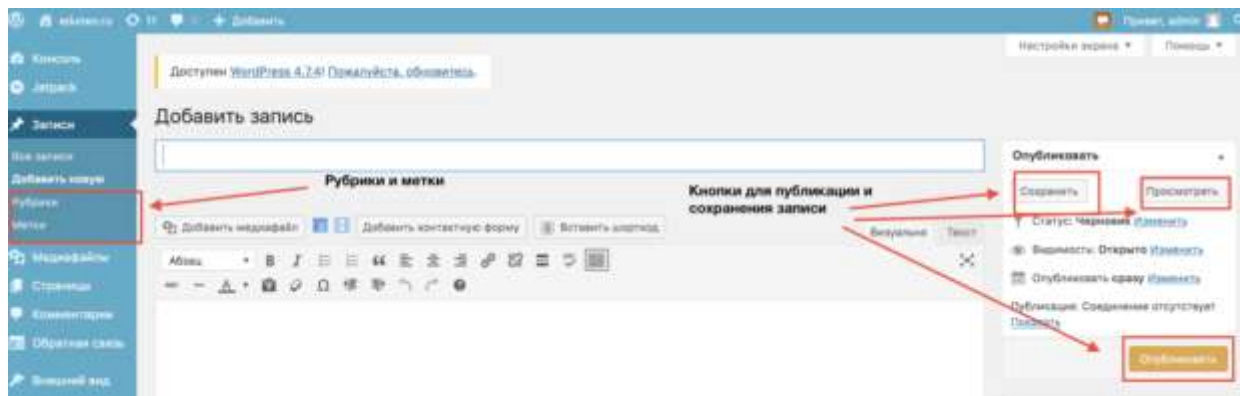 Добавить
Привет, admin
Настройки экрана ▼ Помощь ▼
Консоль
Jetpack
Записи
Все записи
Добавить новую
Рубрики
Метки
Медиафайлы
Страницы
Комментарии
Обратная связь
Внешний вид
Доступен WordPress 4.7.4! Пожалуйста, обновитесь.
Добавить запись
Рубрики и метки
Кнопки для публикации и
сохранения записи
Добавить медиафайл Добавить контактную форму Вставить шорткод
Визуально Текст
Абзац
Опубликовать
Сохранить Просмотреть
Статус: Черновик Изменить
Видимость: Открыто Изменить
Опубликовать сразу Изменить
Публикация: Соединение отсутствует
Показать
Опубликовать